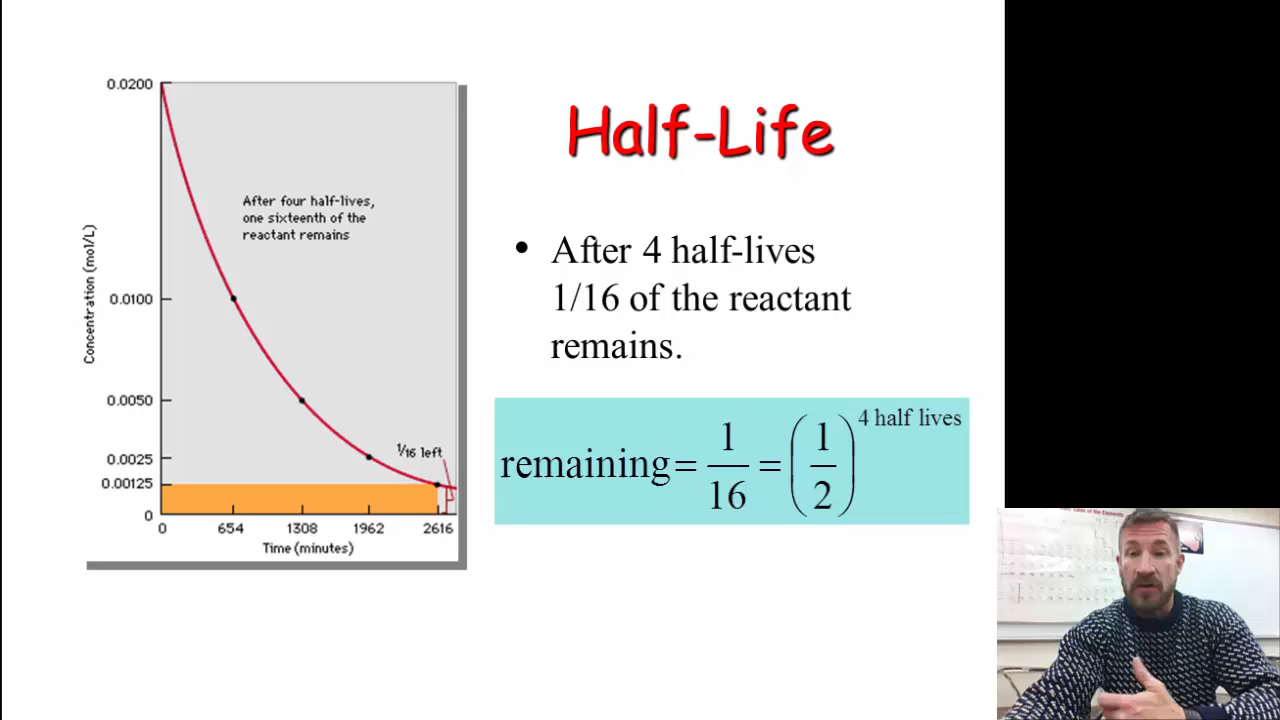 Half-Life
0.0200
0.0100
0.0050
0.0025
0.00125
0
Concentration (mol/L)
After four half-lives,
one sixteenth of the
reactant remains
1/16 left
0 654 1308 1962 2616
Time (minutes)
• After 4 half-lives
1/16 of the reactant
remains.
remaining = 1/16 = (1/2)^4 half lives